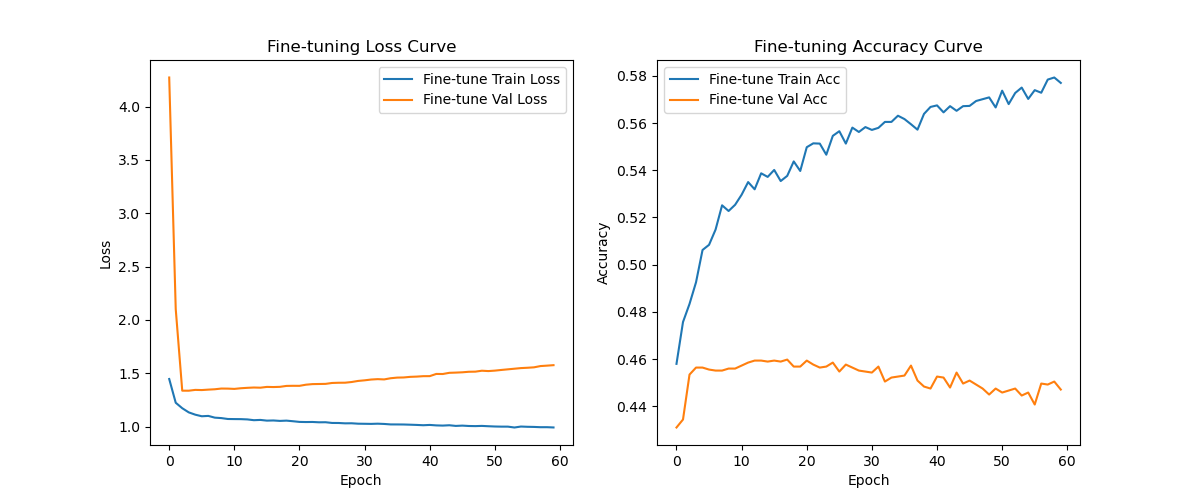 Fine-tuning Loss Curve
Fine-tune Train Loss
Fine-tune Val Loss
4.0
3.5
3.0
2.5
2.0
1.5
1.0
Loss
0 10 20 30 40 50 60
Epoch
Fine-tuning Accuracy Curve
Fine-tune Train Acc
Fine-tune Val Acc
0.58
0.56
0.54
0.52
0.50
0.48
0.46
0.44
Accuracy
0 10 20 30 40 50 60
Epoch